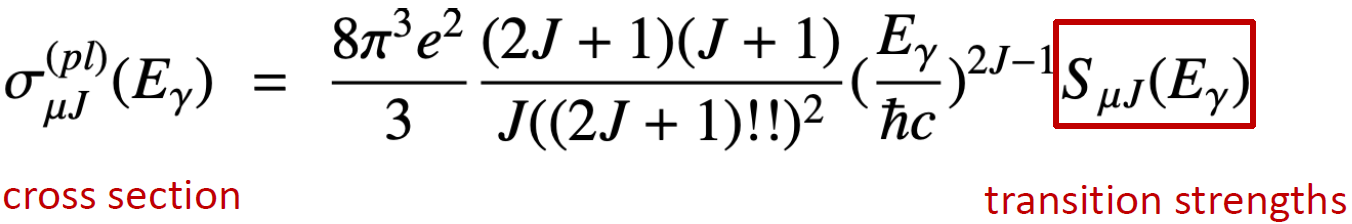 σ_{μJ}^{(pl)}(E_γ) = \frac{8π^3e^2}{3} \frac{(2J + 1)(J + 1)}{J((2J + 1)!!)^2} (\frac{E_γ}{ħc})^{2J−1} S_{μJ}(E_γ)
cross section transition strengths